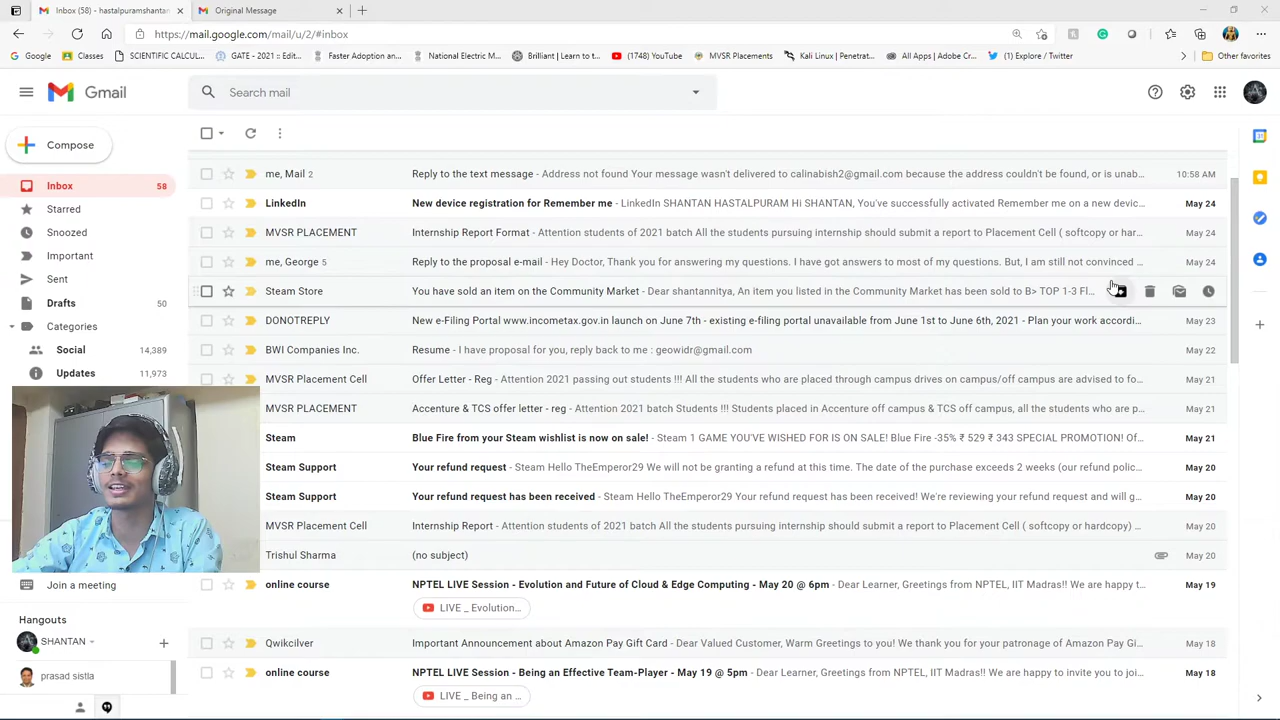 Inbox (58) - hastalpuramshantan
Original Message
https://mail.google.com/mail/u/2/#inbox
Google
Classes
SCIENTIFIC CALCUL...
GATE - 2021 :: Edit...
Faster Adoption an...
National Electric M...
Brilliant | Learn to t...
(1748) YouTube
MVSR Placements
Kali Linux | Penetrat...
All Apps | Adobe Cr...
(1) Explore / Twitter
Other favorites
Gmail
Search mail
Compose
Inbox 58
Starred
Snoozed
Important
Sent
Drafts 50
Categories
Social 14,389
Updates 11,973
Join a meeting
Hangouts
SHANTAN
prasad sistla
me, Mail 2 Reply to the text message - Address not found Your message wasn't delivered to calinabish2@gmail.com because the address couldn't be found, or is unab... 10:58 AM
LinkedIn New device registration for Remember me - LinkedIn SHANTAN HASTALPURAM Hi SHANTAN, You've successfully activated Remember me on a new devic... May 24
MVSR PLACEMENT Internship Report Format - Attention students of 2021 batch All the students pursuing internship should submit a report to Placement Cell ( softcopy or har... May 24
me, George 5 Reply to the proposal e-mail - Hey Doctor, Thank you for answering my questions. I have got answers to most of my questions. But, I am still not convinced ... May 24
Steam Store You have sold an item on the Community Market - Dear shantannitya, An item you listed in the Community Market has been sold to B> TOP 1-3 Fl...
DONOTREPLY New e-Filing Portal www.incometax.gov.in launch on June 7th - existing e-filing portal unavailable from June 1st to June 6th, 2021 - Plan your work accordi... May 23
BWI Companies Inc. Resume - I have proposal for you, reply back to me : geowidr@gmail.com May 22
MVSR Placement Cell Offer Letter - Reg - Attention 2021 passing out students !!! All the students who are placed through campus drives on campus/off campus are advised to fo... May 21
MVSR PLACEMENT Accenture & TCS offer letter - reg - Attention 2021 batch Students !!! Students placed in Accenture off campus & TCS off campus, all the students who are p... May 21
Steam Blue Fire from your Steam wishlist is now on sale! - Steam 1 GAME YOU'VE WISHED FOR IS ON SALE! Blue Fire -35% ₹ 529 ₹ 343 SPECIAL PROMOTION! Of... May 21
Steam Support Your refund request - Steam Hello TheEmperor29 We will not be granting a refund at this time. The date of the purchase exceeds 2 weeks (our refund polic... May 20
Steam Support Your refund request has been received - Steam Hello TheEmperor29 Your refund request has been received! We're reviewing your refund request and will g... May 20
MVSR Placement Cell Internship Report - Attention students of 2021 batch All the students pursuing internship should submit a report to Placement Cell ( softcopy or hardcopy) ... May 20
Trishul Sharma (no subject) May 20
online course NPTEL LIVE Session - Evolution and Future of Cloud & Edge Computing - May 20 @ 6pm - Dear Learner, Greetings from NPTEL, IIT Madras!! We are happy t... May 19
LIVE _ Evolution...
Qwikcilver Important Announcement about Amazon Pay Gift Card - Dear Valued Customer, Warm Greetings to you! We thank you for your patronage of Amazon Pay Gi... May 18
online course NPTEL LIVE Session - Being an Effective Team-Player - May 19 @ 5pm - Dear Learner, Greetings from NPTEL, IIT Madras!! We are happy to invite you to joi... May 18
LIVE _ Being an ...